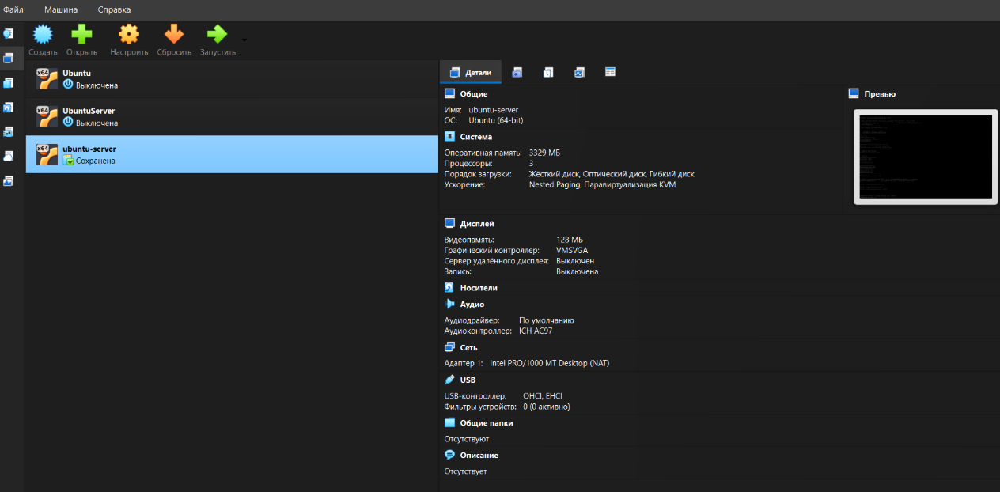 Файл Машина Справка
Создать Открыть Настроить Сбросить Запустить
x64 Ubuntu
Выключена
x64 UbuntuServer
Выключена
x64 ubuntu-server
Сохранена
Детали
Общие
Имя: ubuntu-server
ОС: Ubuntu (64-bit)
Превью
Система
Оперативная память: 3329 МБ
Процессоры: 3
Порядок загрузки: Жёсткий диск, Оптический диск, Гибкий диск
Ускорение: Nested Paging, Паравиртуализация KVM
Дисплей
Видеопамять: 128 МБ
Графический контроллер: VMSVGA
Сервер удалённого дисплея: Выключен
Запись: Выключена
Носители
Аудио
Аудиодрайвер: По умолчанию
Аудиоконтроллер: ICH AC97
Сеть
Адаптер 1: Intel PRO/1000 MT Desktop (NAT)
USB
USB-контроллер: OHCI, EHCI
Фильтры устройств: 0 (0 активно)
Общие папки
Отсутствуют
Описание
Отсутствует